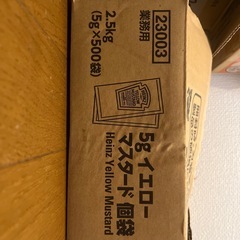 23003
業務用
2.5kg
(5g×500袋)
HEINZ
5g イエロー
マスタード 個袋
Heinz Yellow Mustard